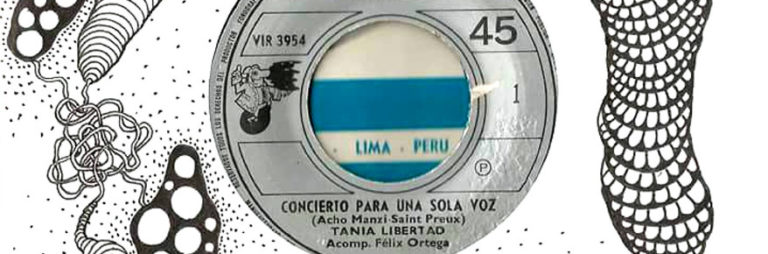 VIR 3954
45
1
LIMA - PERU
P
CONCIERTO PARA UNA SOLA VOZ
(Acho Manzi-Saint Preux)
TANIA LIBERTAD
Acomp. Félix Ortega